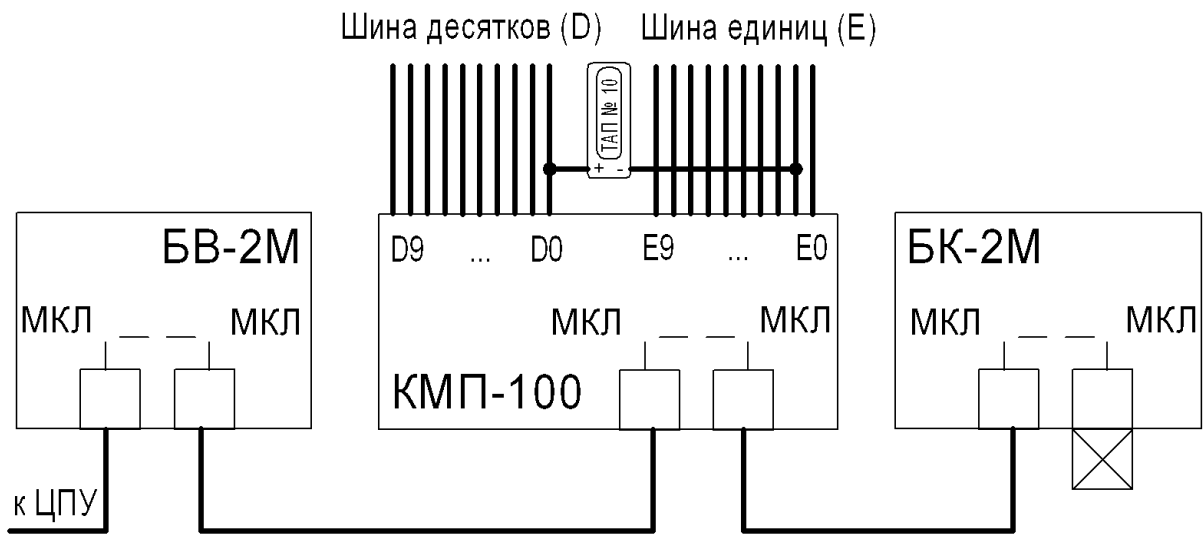 Шина десятков (D)
Шина единиц (E)
ТАП № 10
+ -
БВ-2М
D9 ... D0 E9 ... E0
БК-2М
МКЛ МКЛ
МКЛ МКЛ
МКЛ МКЛ
КМП-100
к ЦПУ